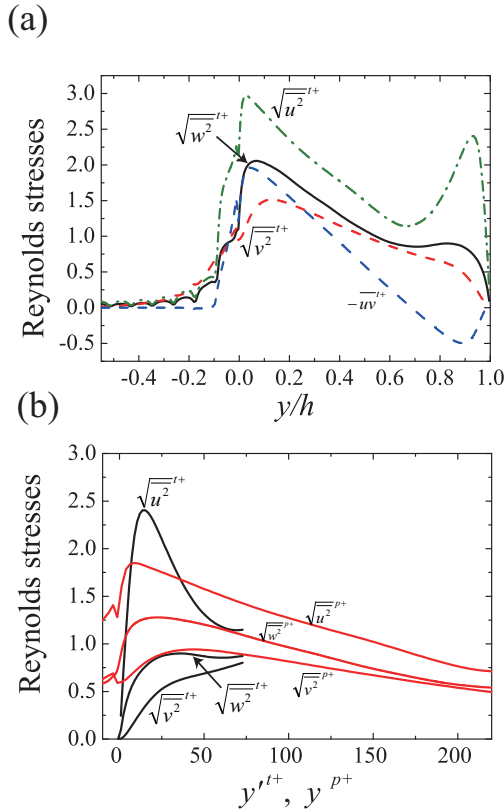 (a)
3.0
2.5
2.0
1.5
1.0
0.5
0.0
-0.5
Reynolds stresses
√u²^{t+}
√w²^{t+}
√v²^{t+}
-uv^{t+}
-0.4 -0.2 0.0 0.2 0.4 0.6 0.8 1.0
y/h
(b)
3.0
2.5
2.0
1.5
1.0
0.5
0.0
Reynolds stresses
√u²^{t+}
√u²^{p+}
√w²^{p+}
√v²^{p+}
√w²^{t+}
√v²^{t+}
0 50 100 150 200
y'^{t+}, y^{p+}